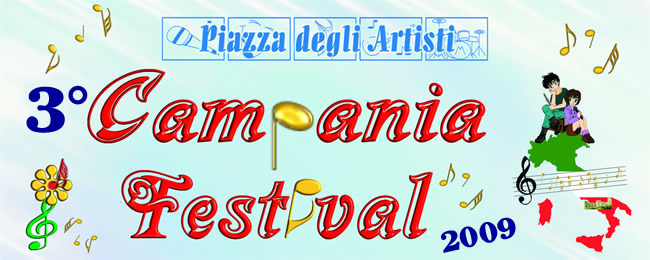 Piazza degli Artisti
3° Campania
Festival
2009